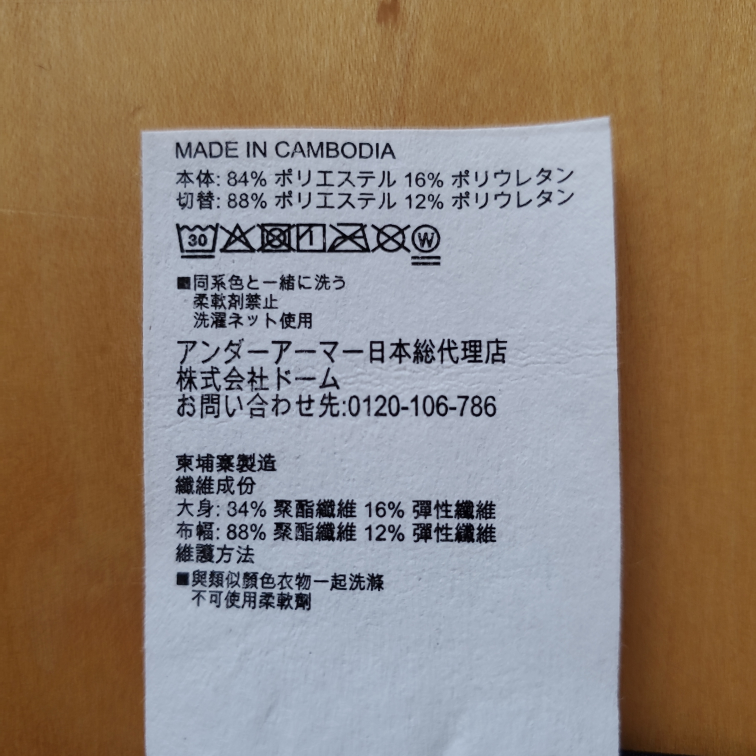 MADE IN CAMBODIA
本体: 84% ポリエステル 16% ポリウレタン
切替: 88% ポリエステル 12% ポリウレタン
30 W
■同系色と一緒に洗う
柔軟剤禁止
洗濯ネット使用
アンダーアーマー日本総代理店
株式会社ドーム
お問い合わせ先:0120-106-786
柬埔寨製造
纖維成份
大身: 34% 聚酯纖維 16% 彈性纖維
布幅: 88% 聚酯纖維 12% 彈性纖維
維護方法
■與類似顏色衣物一起洗滌
不可使用柔軟劑